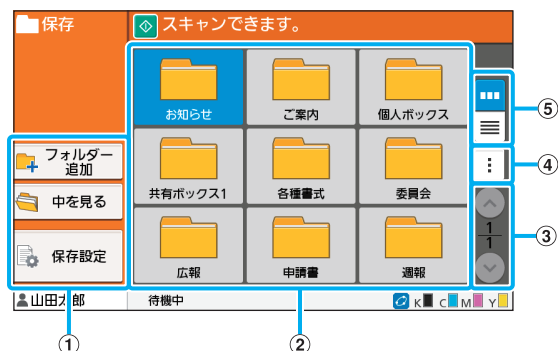 保存
スキャンできます。
お知らせ
ご案内
個人ボックス
⑤
フォルダー
追加
④
中を見る
共有ボックス1
各種書式
委員会
1
1
③
保存設定
広報
申請書
週報
山田太郎
待機中
K C M Y
①
②